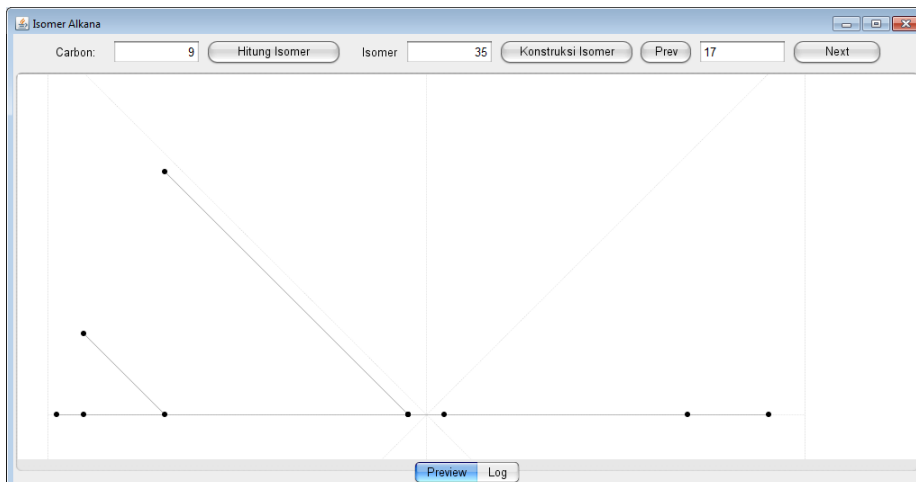 Isomer Alkana
Carbon: 9 Hitung Isomer Isomer 35 Konstruksi Isomer Prev 17 Next
Preview Log